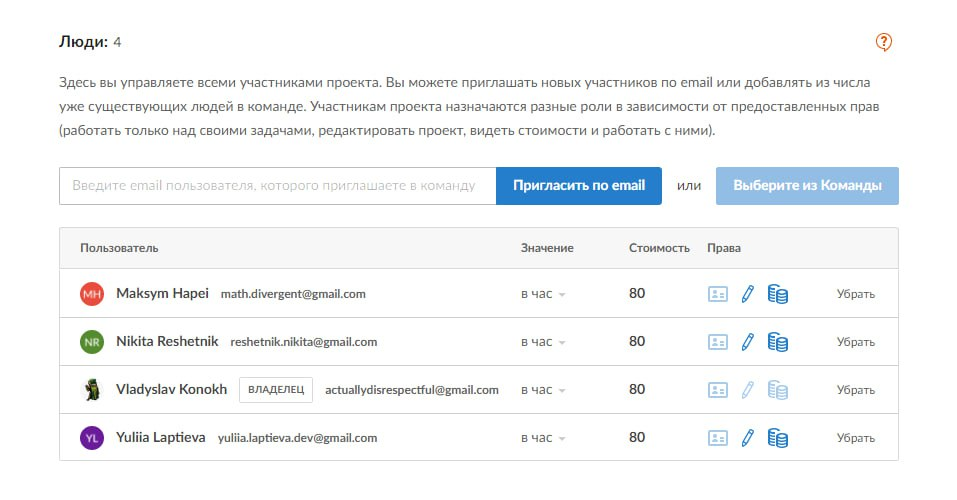 Люди: 4
?
Здесь вы управляете всеми участниками проекта. Вы можете приглашать новых участников по email или добавлять из числа
уже существующих людей в команде. Участникам проекта назначаются разные роли в зависимости от предоставленных прав
(работать только над своими задачами, редактировать проект, видеть стоимости и работать с ними).
Введите email пользователя, которого приглашаете в команду Пригласить по email или Выберите из Команды
Пользователь Значение Стоимость Права
MH Maksym Hapei math.divergent@gmail.com в час 80 Убрать
NR Nikita Reshetnik reshetnik.nikita@gmail.com в час 80 Убрать
Vladyslav Konokh ВЛАДЕЛЕЦ actuallydisrespectful@gmail.com в час 80 Убрать
YL Yuliia Laptieva yuliia.laptieva.dev@gmail.com в час 80 Убрать